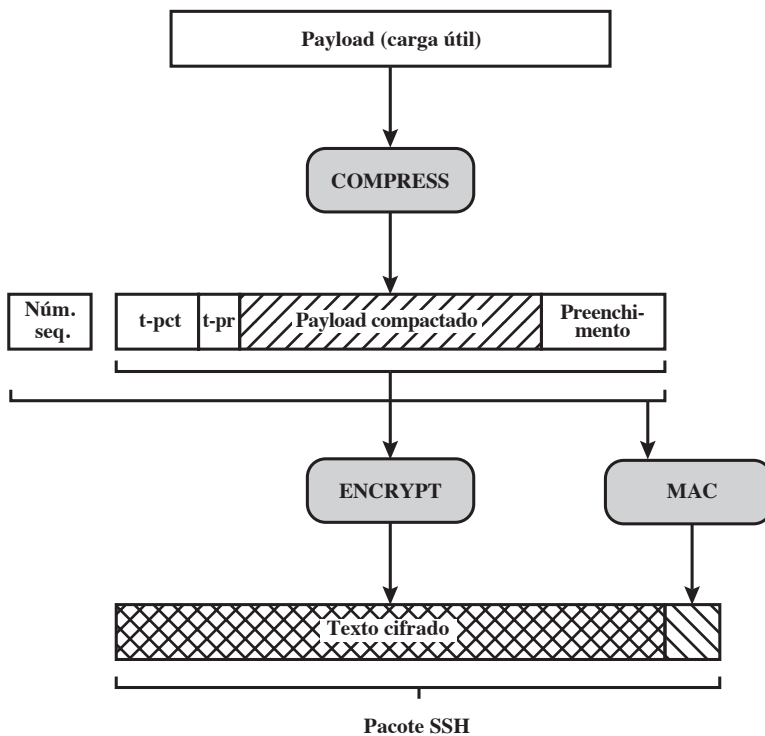 Payload (carga útil)
COMPRESS
Núm.
seq.
t-pct
t-pr
Payload compactado
Preenchi-
mento
ENCRYPT
MAC
Texto cifrado
Pacote SSH